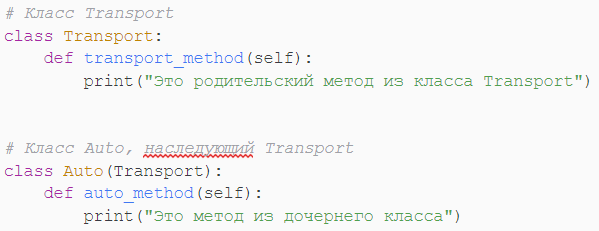 # Класс Transport
class Transport:
    def transport_method(self):
        print("Это родительский метод из класса Transport")
# Класс Auto, наследующий Transport
class Auto(Transport):
    def auto_method(self):
        print("Это метод из дочернего класса")